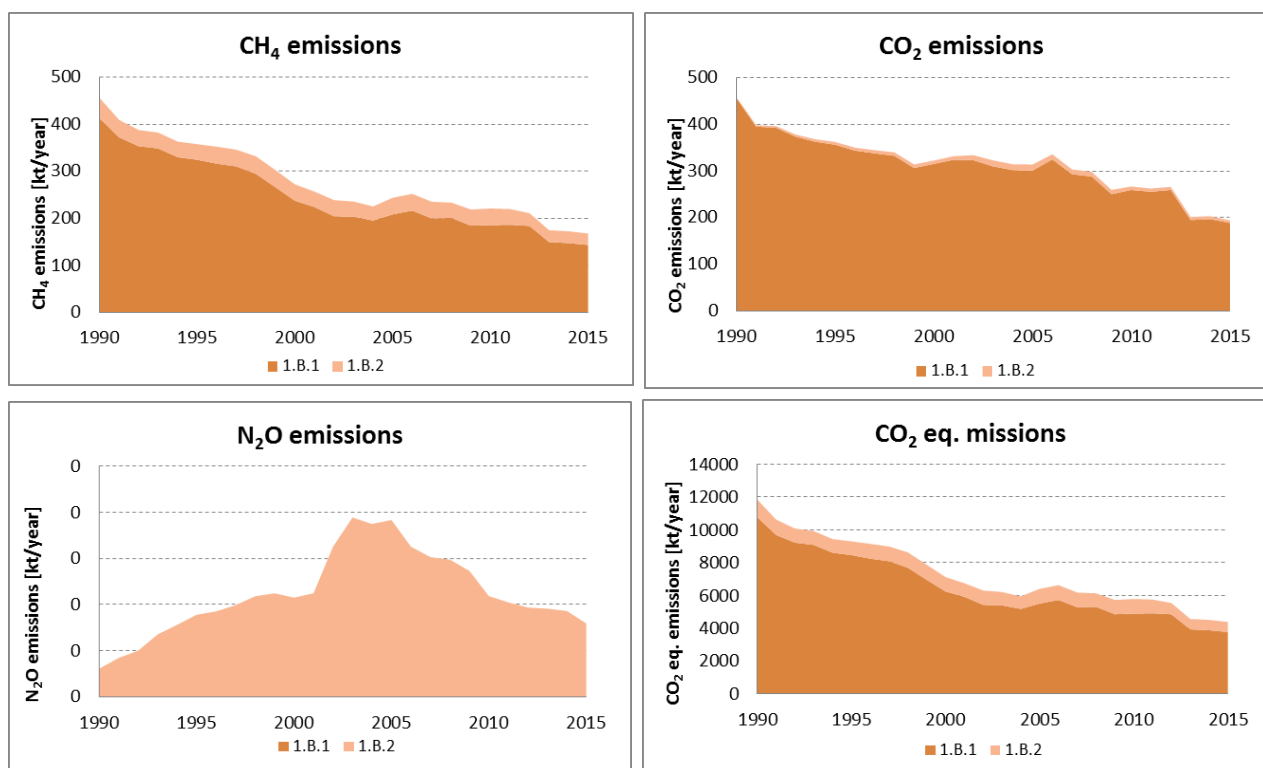 CH₄ emissions
CH₄ emissions [kt/year]
500
400
300
200
100
0
1990 1995 2000 2005 2010 2015
1.B.1 1.B.2
CO₂ emissions
CO₂ emissions [kt/year]
500
400
300
200
100
0
1990 1995 2000 2005 2010 2015
1.B.1 1.B.2
N₂O emissions
N₂O emissions [kt/year]
0
0
0
0
0
0
1990 1995 2000 2005 2010 2015
1.B.1 1.B.2
CO₂ eq. missions
CO₂ eq. emissions [kt/year]
14000
12000
10000
8000
6000
4000
2000
0
1990 1995 2000 2005 2010 2015
1.B.1 1.B.2